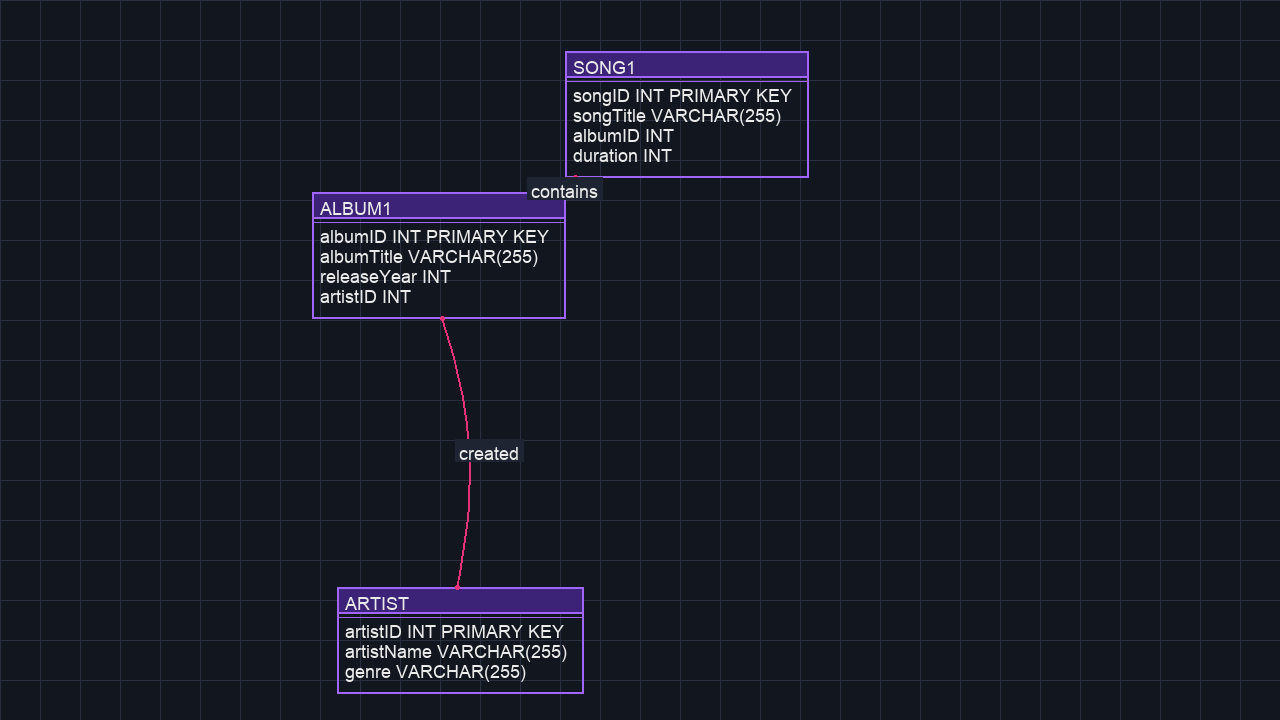 SONG1
songID INT PRIMARY KEY
songTitle VARCHAR(255)
albumID INT
duration INT
contains
ALBUM1
albumID INT PRIMARY KEY
albumTitle VARCHAR(255)
releaseYear INT
artistID INT
created
ARTIST
artistID INT PRIMARY KEY
artistName VARCHAR(255)
genre VARCHAR(255)